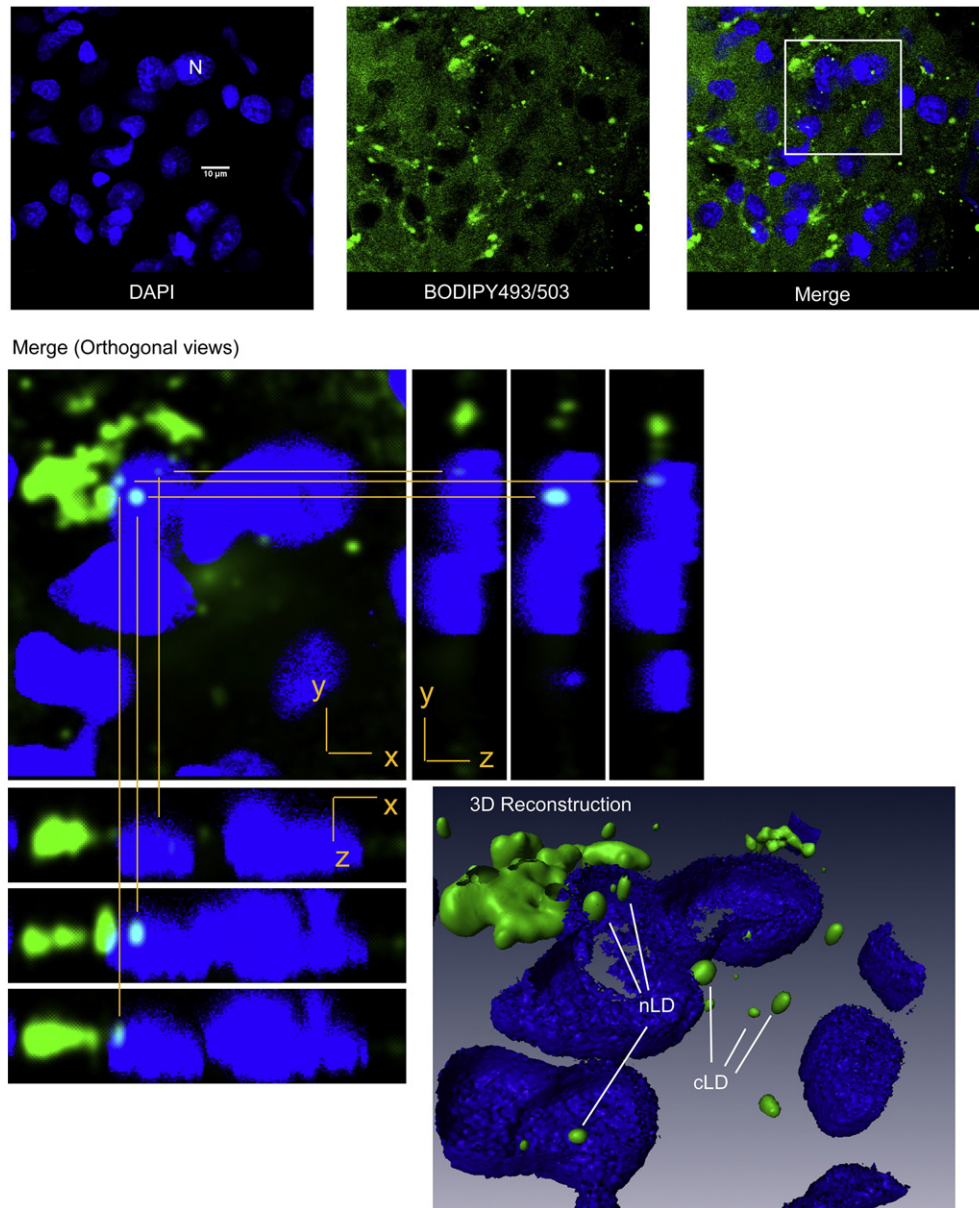 N
10 µm
DAPI
BODIPY493/503
Merge
Merge (Orthogonal views)
y
x
y
z
x
z
3D Reconstruction
nLD
cLD